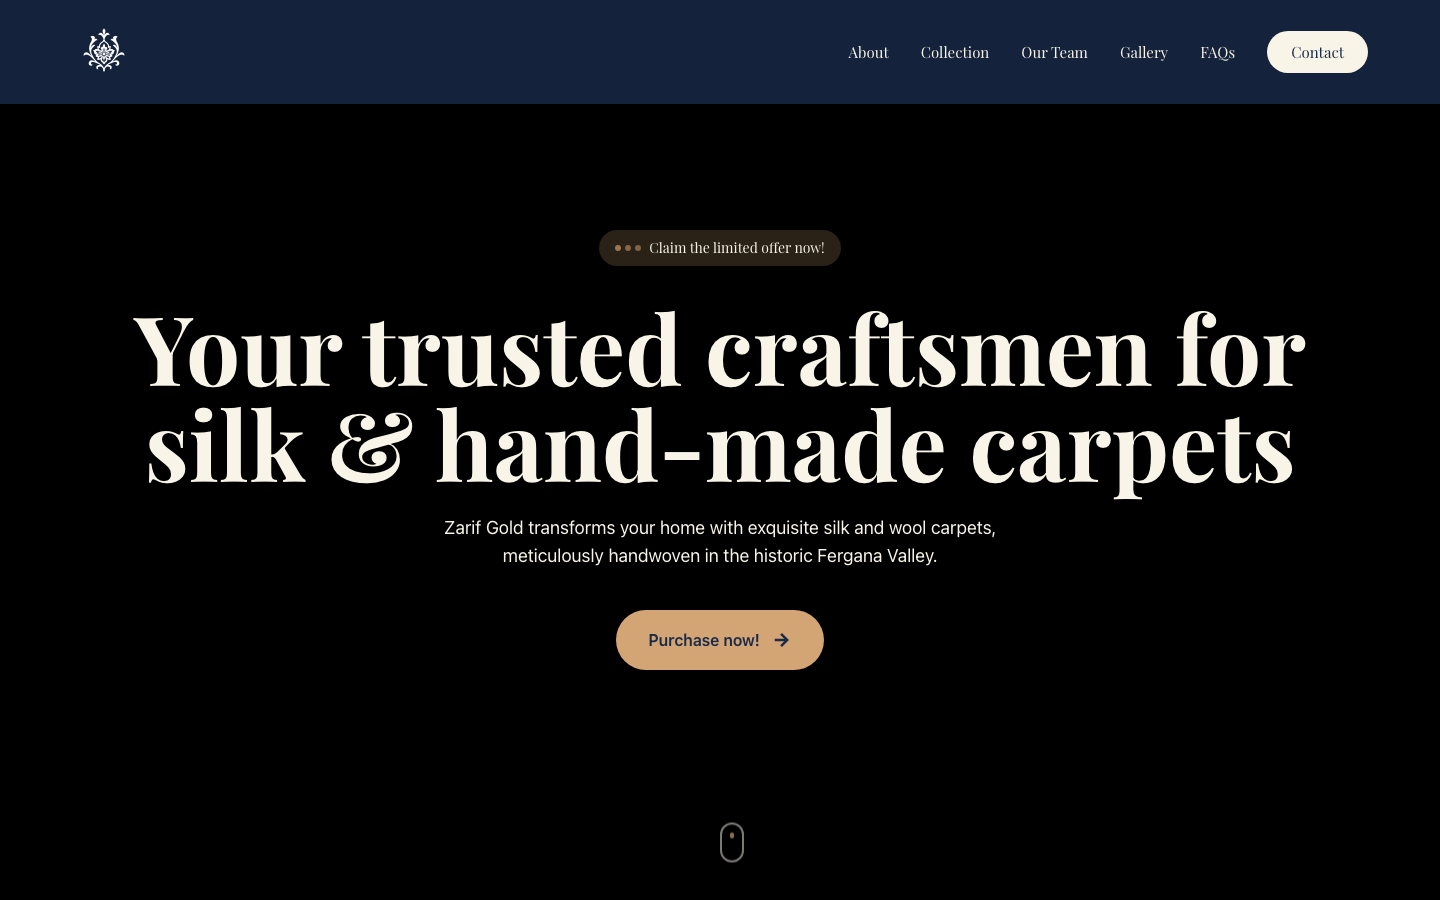 About
Collection
Our Team
Gallery
FAQs
Contact
Claim the limited offer now!
Your trusted craftsmen for
silk & hand-made carpets
Zarif Gold transforms your home with exquisite silk and wool carpets,
meticulously handwoven in the historic Fergana Valley.
Purchase now!